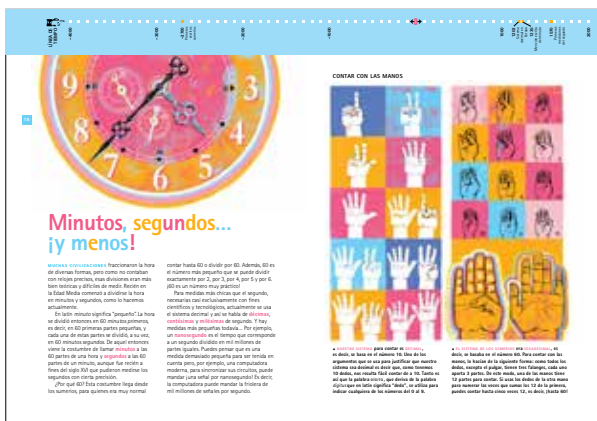 LÍNEA DE
TIEMPO
CONTAR CON LAS MANOS
9
8
7
6
5
4
3
Minutos, segundos...
¡y menos!
MUCHAS CIVILIZACIONES fraccionaron la hora
de diversas formas, pero como no contaban
con relojes precisos, esas divisiones eran más
bien teóricas y difíciles de medir. Recién en
la Edad Media comenzó a dividirse la hora
en minutos y segundos, como lo hacemos
actualmente.
En latín minuto significa "pequeño". La hora
se dividió entonces en 60 minutos primeros,
es decir, en 60 primeras partes pequeñas, y
cada una de estas partes se dividió, a su vez,
en 60 minutos segundos. De aquel entonces
viene la costumbre de llamar minutos a las
60 partes de una hora y segundos a las 60
partes de un minuto, aunque fue recién a
fines del siglo XVI que pudieron medirse los
segundos con cierta precisión.
¿Por qué 60? Esta costumbre llega desde
los sumerios, para quienes era muy normal
contar hasta 60 o dividir por 60. Además, 60 es
el número más pequeño que se puede dividir
exactamente por 2, por 3, por 4, por 5 y por 6.
¡60 es un número muy práctico!
Para medidas más chicas que el segundo,
necesarias casi exclusivamente con fines
científicos y tecnológicos, actualmente se usa
el sistema decimal y así se habla de décimas,
centésimas y milésimas de segundo. Y hay
medidas más pequeñas todavía... Por ejemplo,
un nanosegundo es el tiempo que corresponde
a un segundo dividido en mil millones de
partes iguales. Puedes pensar que es una
medida demasiado pequeña para ser tenida en
cuenta pero, por ejemplo, una computadora
moderna, para sincronizar sus circuitos, puede
mandar ¡una señal por nanosegundo! Es decir,
la computadora puede mandar la friolera de
mil millones de señales por segundo.
NUESTRO SISTEMA para contar es DECIMAL,
es decir, se basa en el número 10. Uno de los
argumentos que se usa para justificar que nuestro
sistema sea decimal es decir que, como tenemos
10 dedos, nos resulta fácil contar de a 10. Tanto es
así que la palabra DÍGITO, que deriva de la palabra
digitus que en latín significa "dedo", se utiliza para
indicar cualquiera de los números del 0 al 9.
EL SISTEMA DE LOS SUMERIOS era SEXAGESIMAL, es
decir, se basaba en el número 60. Para contar con las
manos, lo hacían de la siguiente forma: como todos los
dedos, excepto el pulgar, tienen tres falanges, cada uno
aporta 3 partes. De este modo, una de las manos tiene
12 partes para contar. Si usas los dedos de la otra mano
para numerar las veces que sumas los 12 de la primera,
puedes contar hasta cinco veces 12, es decir, ¡hasta 60!